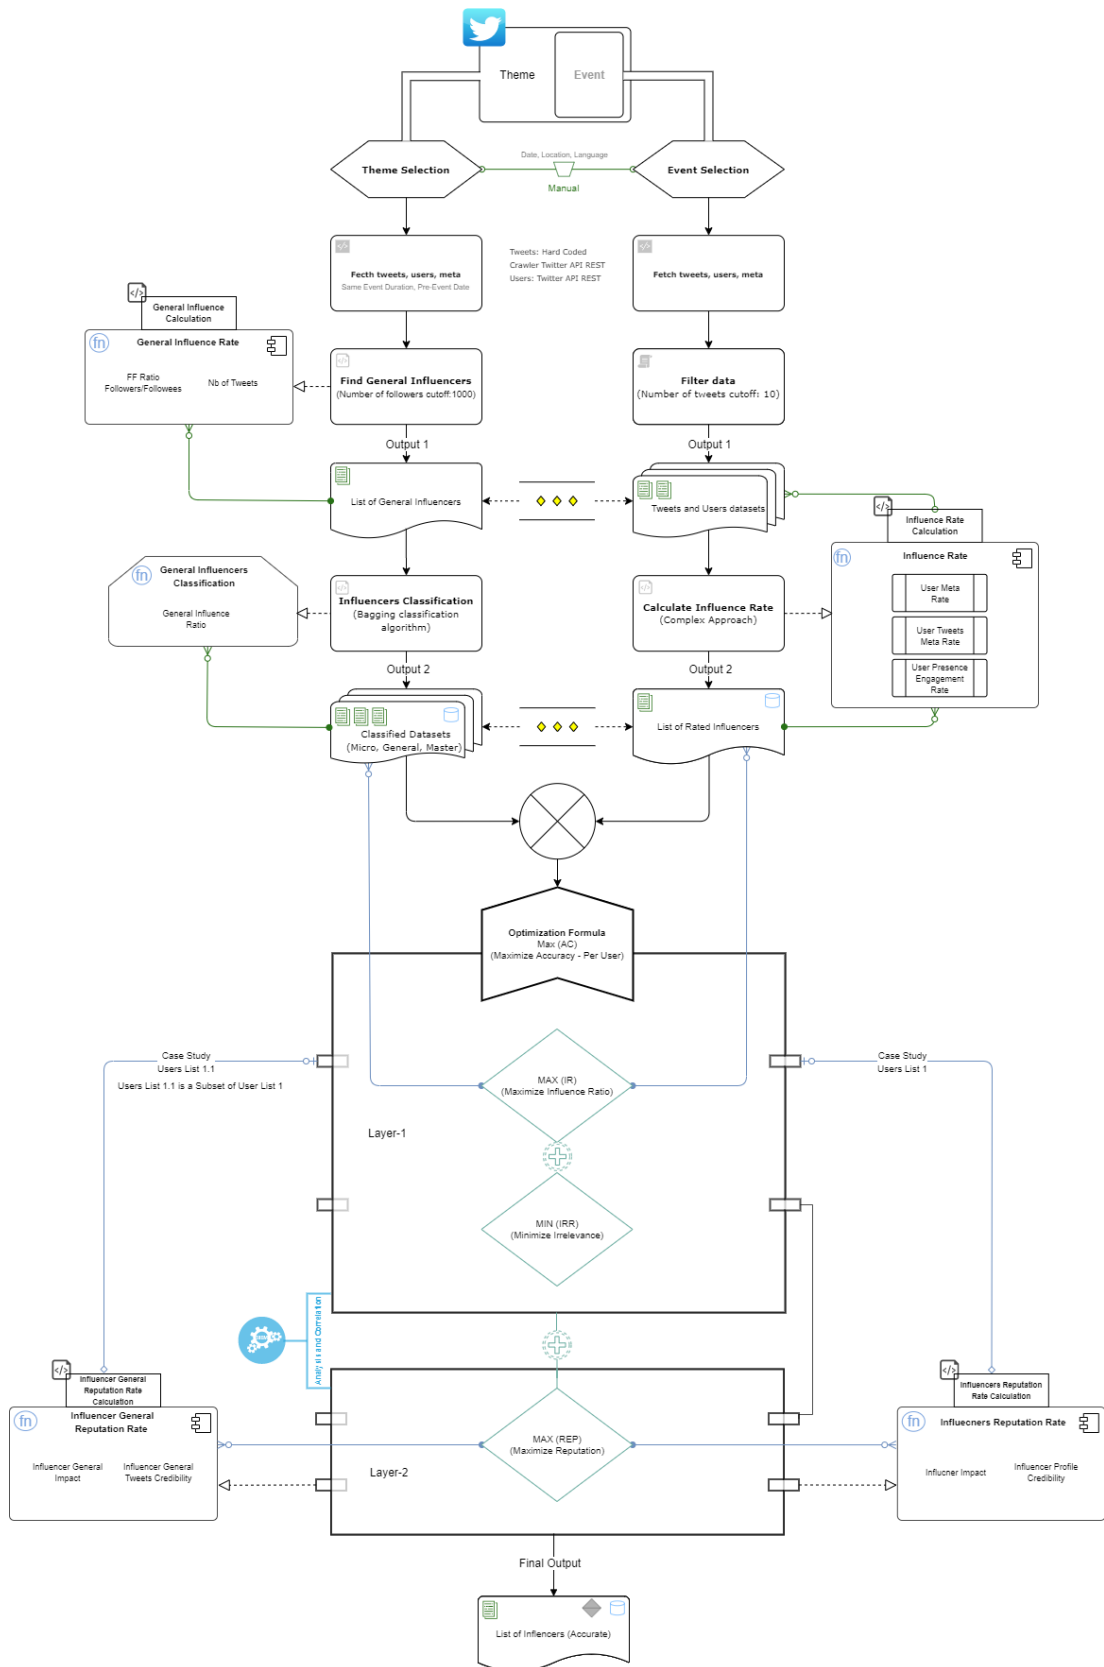 Theme
Event
Date, Location, Language
Theme Selection
Event Selection
Manual
Fecth tweets, users, meta
Same Event Duration, Pre-Event Date
Tweets: Hard Coded
Crawler Twitter API REST
Users: Twitter API REST
Fetch tweets, users, meta
General Influence
Calculation
fn
General Influence Rate
FF Ratio
Followers/Followees
Nb of Tweets
Find General Influencers
(Number of followers cutoff:1000)
Filter data
(Number of tweets cutoff: 10)
Output 1
Output 1
List of General Influencers
Tweets and Users datasets
Influence Rate
Calculation
fn
Influence Rate
User Meta
Rate
User Tweets
Meta Rate
User Presence
Engagement
Rate
fn
General Influencers
Classification
General Influence
Ratio
Influencers Classification
(Bagging classification
algorithm)
Calculate Influence Rate
(Complex Approach)
Output 2
Output 2
Classified Datasets
(Micro, General, Master)
List of Rated Influencers
Optimization Formula
Max (AC)
(Maximize Accuracy - Per User)
Case Study
Users List 1.1
Users List 1.1 is a Subset of User List 1
Case Study
Users List 1
MAX (IR)
(Maximize Influence Ratio)
Layer-1
MIN (IRR)
(Minimize Irrelevance)
Analysis and Correlation
Influencer General
Reputation Rate
Calculation
fn
Influencer General
Reputation Rate
Influencer General
Impact
Influencer General
Tweets Credibility
MAX (REP)
(Maximize Reputation)
Layer-2
Influencers Reputation
Rate Calculation
fn
Influecners Reputation Rate
Influcner Impact
Influencer Profile
Credibility
Final Output
List of Inflencers (Accurate)